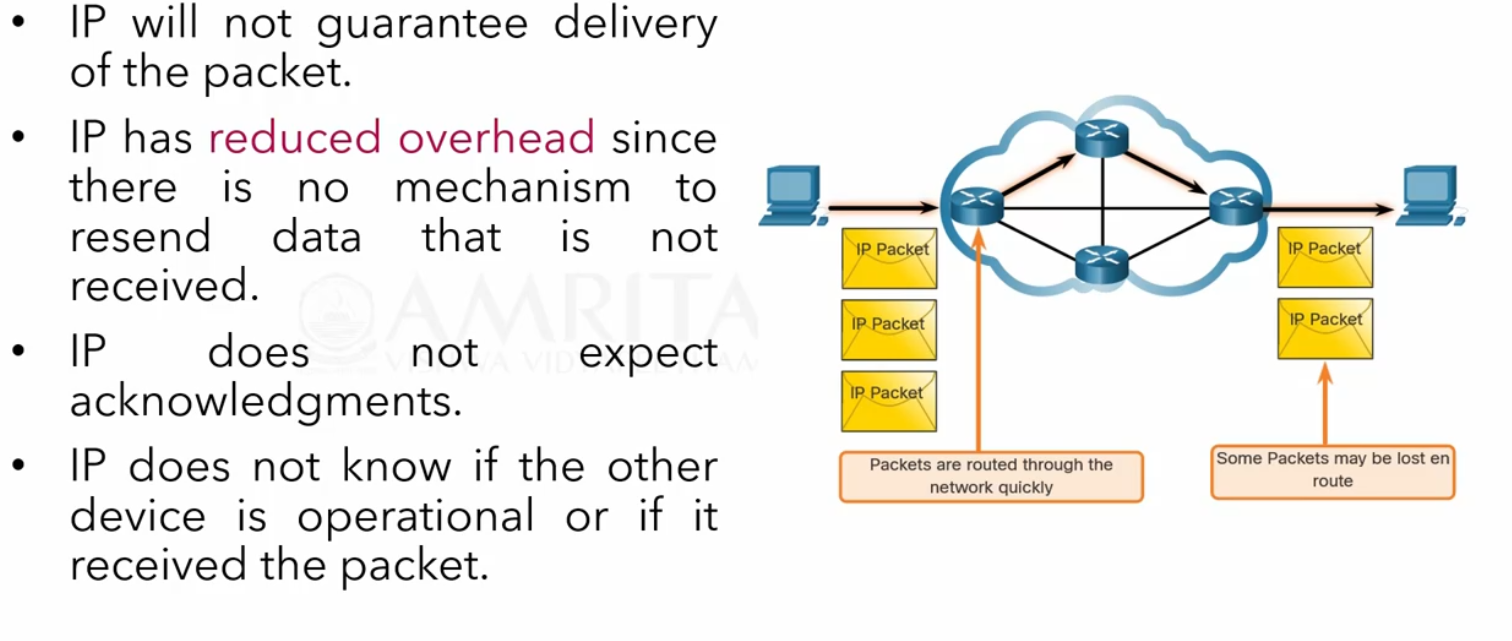 • IP will not guarantee delivery
of the packet.
• IP has reduced overhead since
there is no mechanism to
resend data that is not
received.
• IP does not expect
acknowledgments.
• IP does not know if the other
device is operational or if it
received the packet.
AMRITA
VISHWA VIDYAPEETHAM
IP Packet
IP Packet
IP Packet
Packets are routed through the
network quickly
IP Packet
IP Packet
Some Packets may be lost en
route